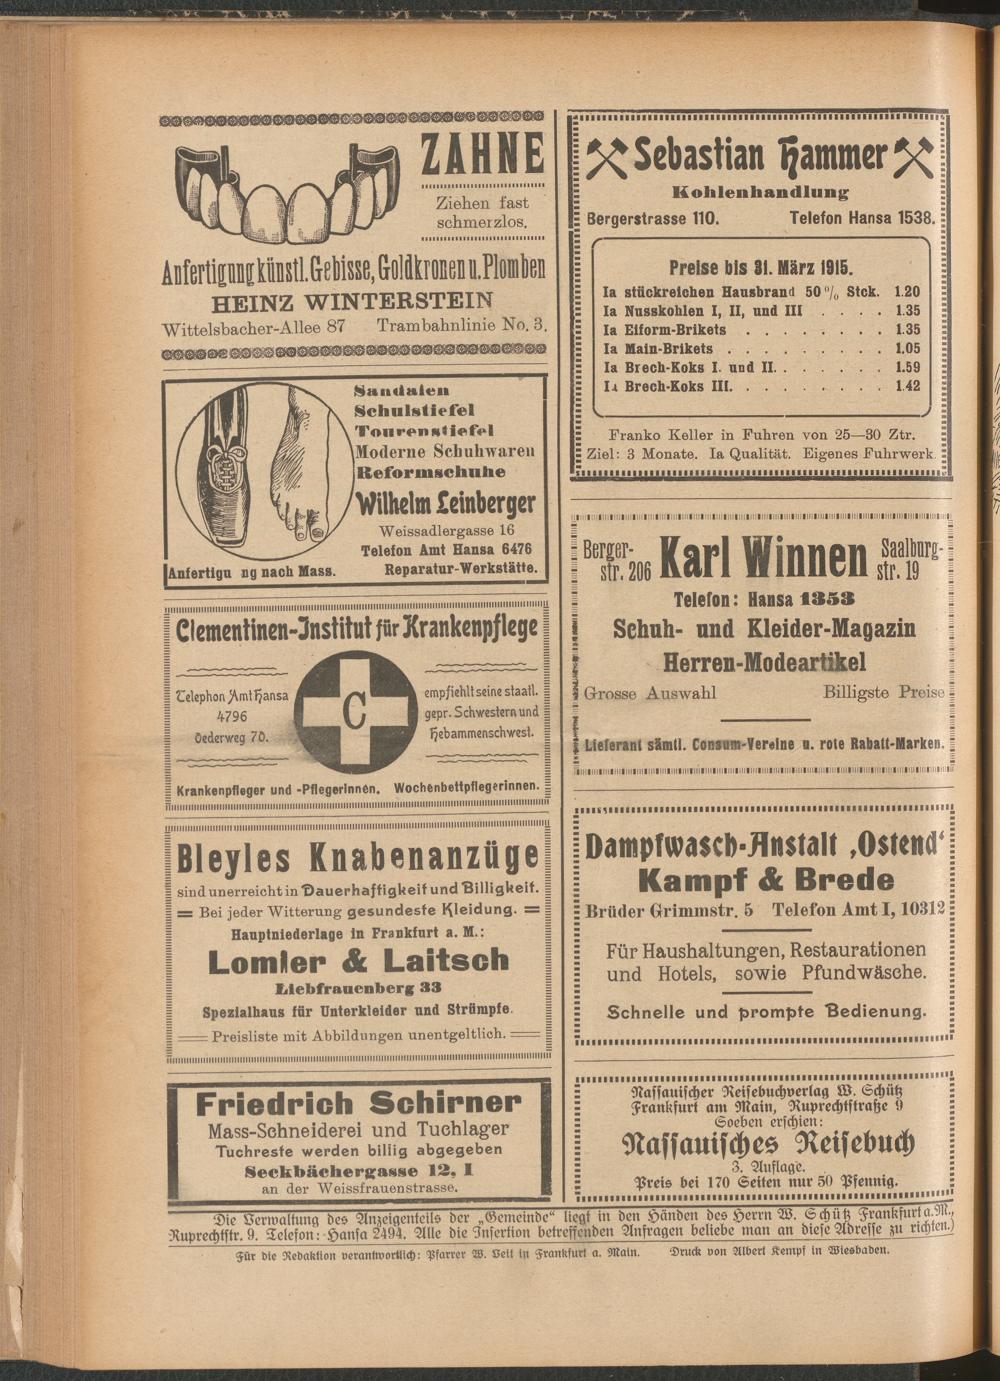 ZAHNE
Ziehen fast
schmerzlos.
Anfertigung künstl. Gebisse, Goldkronen u. Plomben
HEINZ WINTERSTEIN
Wittelsbacher-Allee 87 Trambahnlinie No. 3.
Sandalen
Schulstiefel
Tourenstiefel
Moderne Schuhwaren
Reformschuhe
Wilhelm Leinberger
Weissadlergasse 16
Telefon Amt Hansa 6476
Anfertigu ng nach Mass. Reparatur-Werkstätte.
Clementinen-Institut für Krankenpflege
Telephon Amt Hansa
4796
Oederweg 70.
C
empfiehlt seine staatl.
gepr. Schwestern und
Hebammenschwest.
Krankenpfleger und -Pflegerinnen. Wochenbettpflegerinnen.
Bleyles Knabenanzüge
sind unerreicht in Dauerhaftigkeit und Billigkeit.
= Bei jeder Witterung gesundeste Kleidung. =
Hauptniederlage in Frankfurt a. M.:
Lomler & Laitsch
Liebfrauenberg 33
Spezialhaus für Unterkleider und Strümpfe.
Preisliste mit Abbildungen unentgeltlich.
Friedrich Schirner
Mass-Schneiderei und Tuchlager
Tuchreste werden billig abgegeben
Seckbächergasse 12, I
an der Weissfrauenstrasse.
Sebastian Hammer
Kohlenhandlung
Bergerstrasse 110. Telefon Hansa 1538.
Preise bis 31. März 1915.
Ia stückreichen Hausbrand 50 % Stck. 1.20
Ia Nusskohlen I, II, und III . . . . 1.35
Ia Eiform-Brikets . . . . . . . 1.35
Ia Main-Brikets . . . . . . . . 1.05
Ia Brech-Koks I. und II. . . . . . . 1.59
Ia Brech-Koks III. . . . . . . . 1.42
Franko Keller in Fuhren von 25—30 Ztr.
Ziel: 3 Monate. Ia Qualität. Eigenes Fuhrwerk.
Berger-
str. 206 Karl Winnen Saalburg-
str. 19
Telefon: Hansa 1353
Schuh- und Kleider-Magazin
Herren-Modeartikel
Grosse Auswahl Billigste Preise
Lieferant sämtl. Consum-Vereine u. rote Rabatt-Marken.
Dampfwasch-Anstalt ,Ostend‘
Kampf & Brede
Brüder Grimmstr. 5 Telefon Amt I, 10312
Für Haushaltungen, Restaurationen
und Hotels, sowie Pfundwäsche.
Schnelle und prompte Bedienung.
Nassauischer Reisebuchverlag W. Schütz
Frankfurt am Main, Ruprechtstraße 9
Soeben erschien:
Nassauisches Reisebuch
3. Auflage.
Preis bei 170 Seiten nur 50 Pfennig.
Die Verwaltung des Anzeigenteils der „Gemeinde“ liegt in den Händen des Herrn W. Schütz Frankfurt a. M.,
Ruprechtstr. 9. Telefon: Hansa 2494. Alle die Insertion betreffenden Anfragen beliebe man an diese Adresse zu richten.)
Für die Redaktion verantwortlich: Pfarrer W. Veit in Frankfurt a. Main. Druck von Albert Kempf in Wiesbaden.